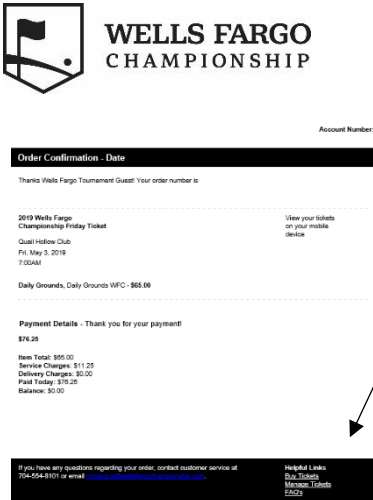 WELLS FARGO
CHAMPIONSHIP
Account Number:
Order Confirmation - Date
Thanks Wells Fargo Tournament Guest! Your order number is
2019 Wells Fargo
Championship Friday Ticket
View your tickets
on your mobile
device
Quail Hollow Club
Fri, May 3, 2019
7:00AM
Daily Grounds, Daily Grounds WFC - $65.00
Payment Details - Thank you for your payment!
$76.25
Item Total: $65.00
Service Charges: $11.25
Delivery Charges: $0.00
Paid Today: $76.25
Balance: $0.00
If you have any questions regarding your order, contact customer service at
704-554-8101 or email
Helpful Links
Buy Tickets
Manage Tickets
FAQ's